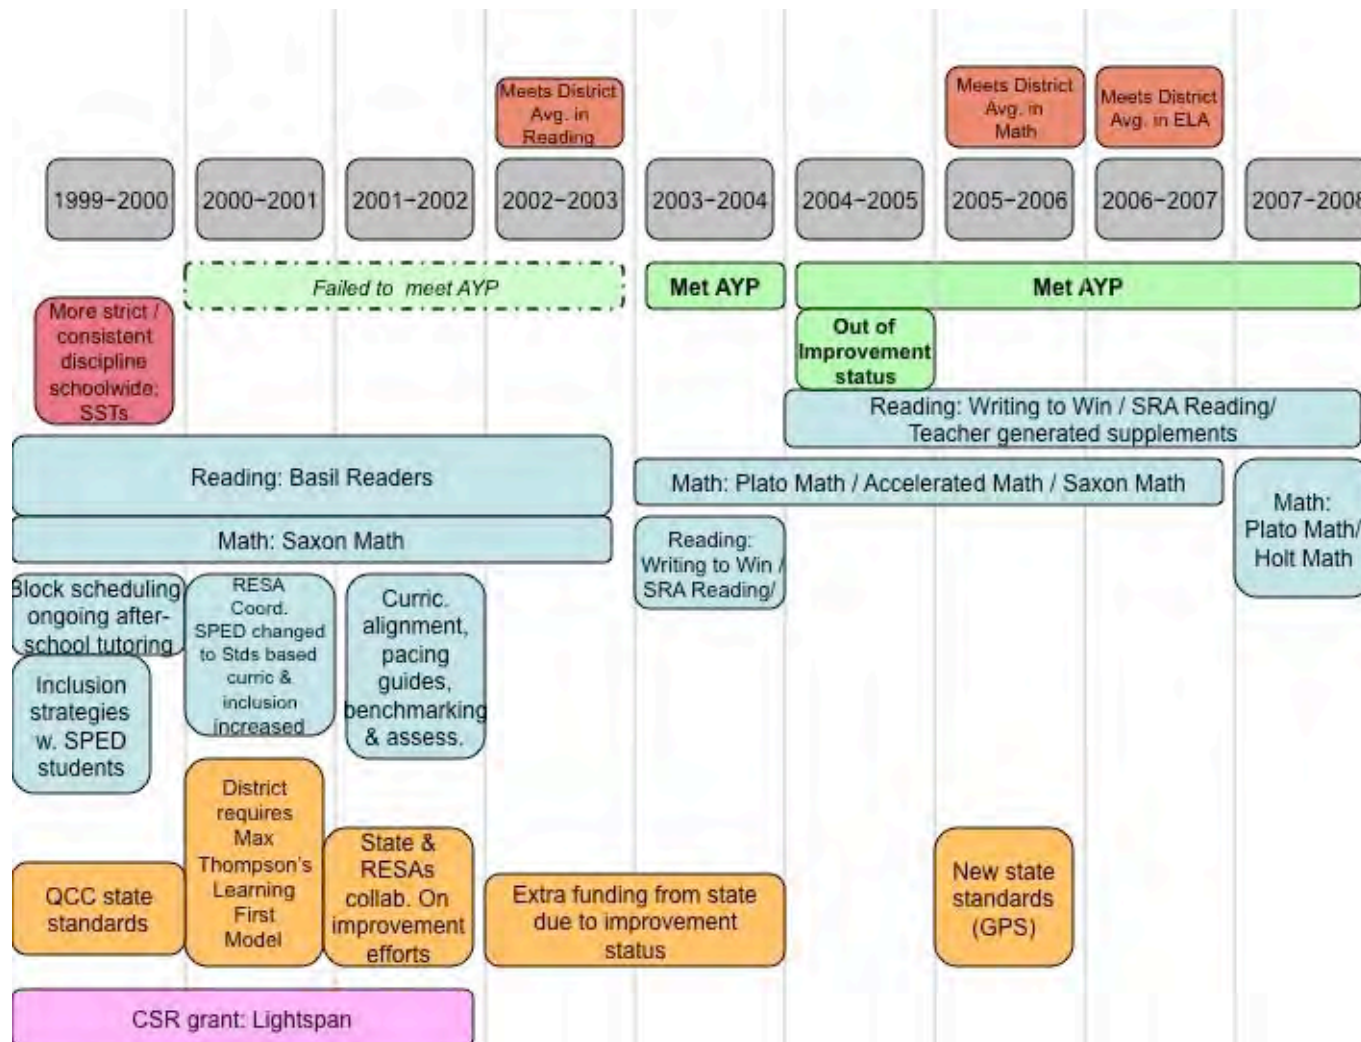 Meets District
Avg. in
Reading
Meets District
Avg. in
Math
Meets District
Avg. in ELA
1999-2000
2000-2001
2001-2002
2002-2003
2003-2004
2004-2005
2005-2006
2006-2007
2007-2008
Failed to meet AYP
Met AYP
Met AYP
More strict /
consistent
discipline
schoolwide;
SSTs
Out of
Improvement
status
Reading: Writing to Win / SRA Reading/
Teacher generated supplements
Reading: Basil Readers
Math: Plato Math / Accelerated Math / Saxon Math
Math:
Plato Math/
Holt Math
Math: Saxon Math
Reading:
Writing to Win /
SRA Reading/
Block scheduling
ongoing after-
school tutoring
RESA
Coord.
SPED changed
to Stds based
curric &
inclusion
increased
Curric.
alignment,
pacing
guides,
benchmarking
& assess.
Inclusion
strategies
w. SPED
students
District
requires
Max
Thompson's
Learning
First
Model
State &
RESAs
collab. On
improvement
efforts
QCC state
standards
Extra funding from state
due to improvement
status
New state
standards
(GPS)
CSR grant: Lightspan